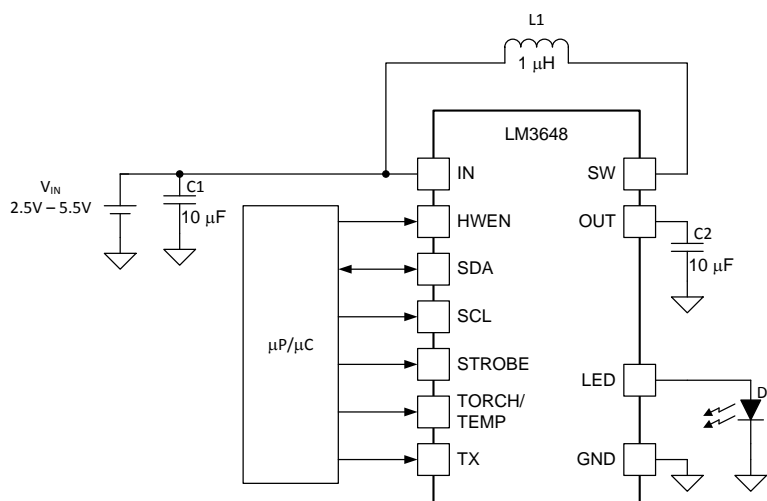 L1
1 μH
LM3648
IN
SW
V_IN
2.5V – 5.5V
C1
10 μF
HWEN
OUT
C2
10 μF
SDA
SCL
μP/μC
STROBE
LED
D
TORCH/
TEMP
TX
GND